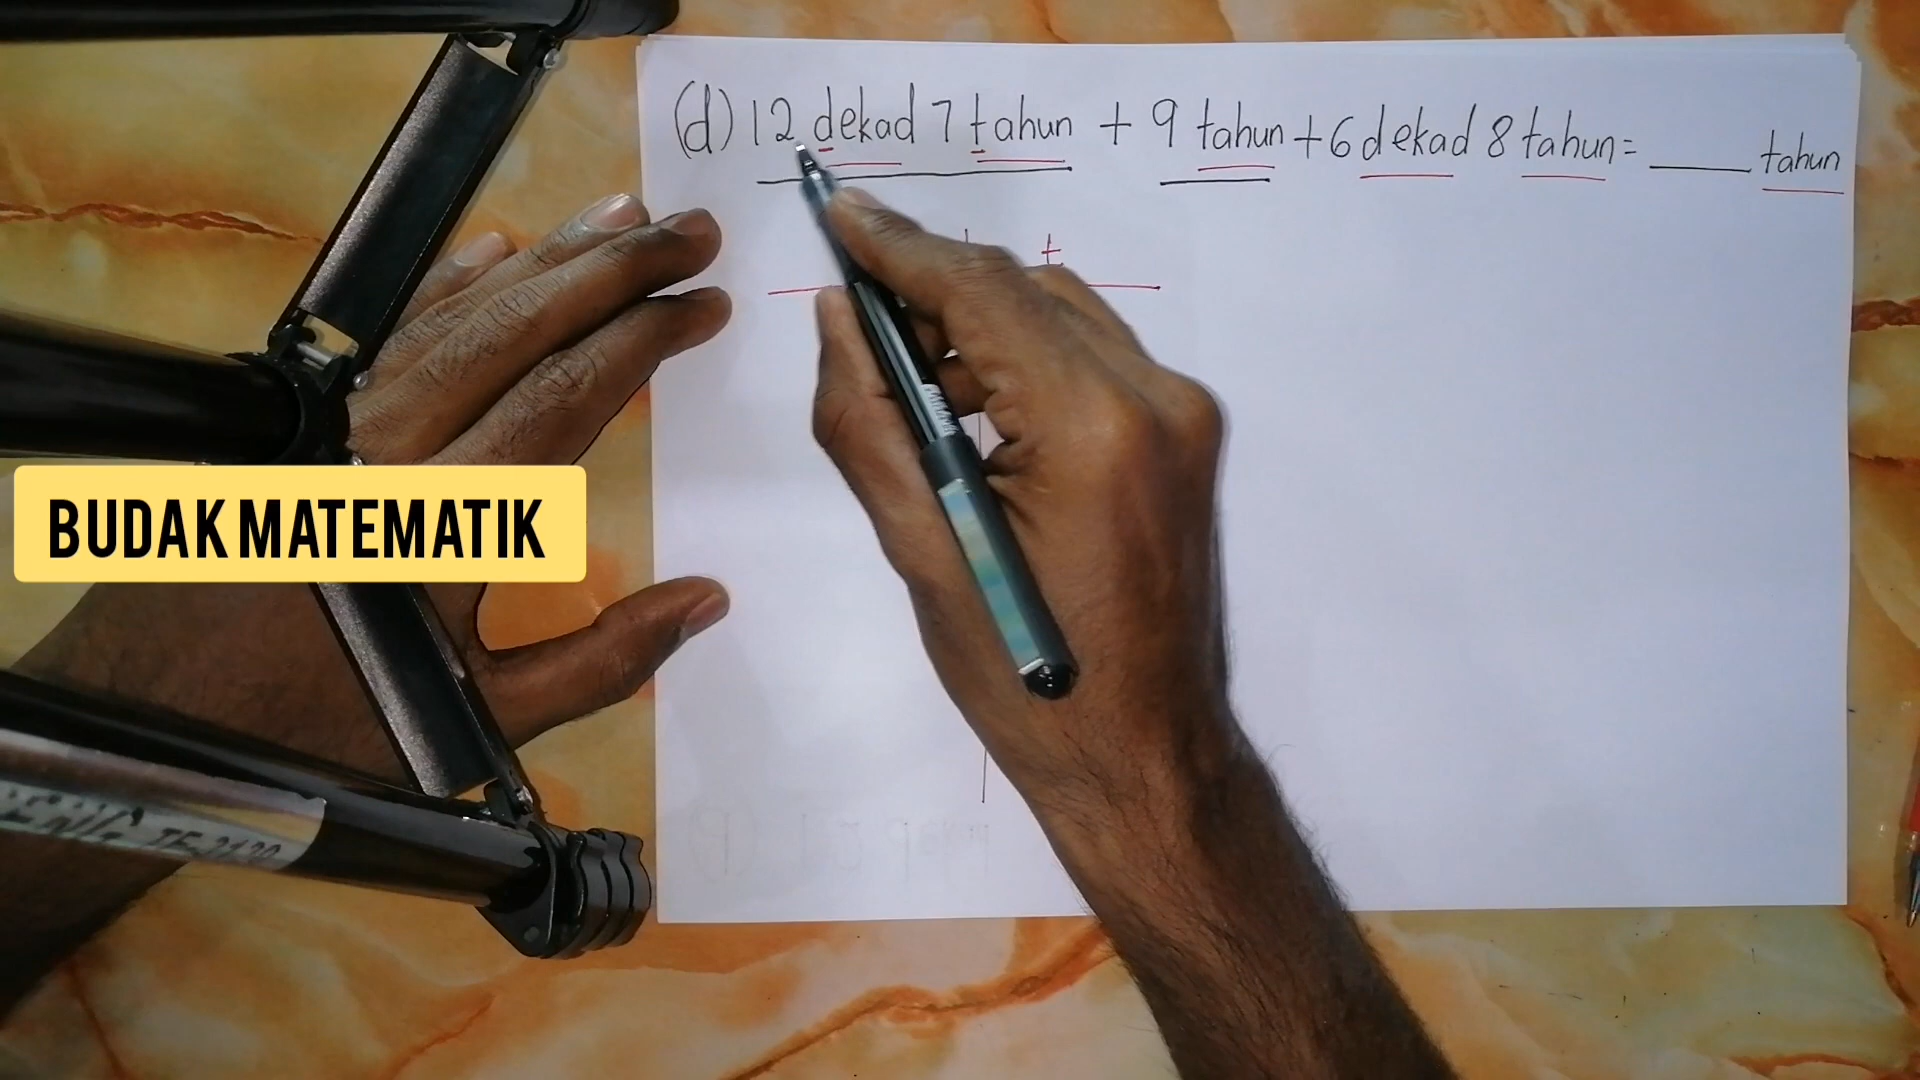 (d) 12 dekad 7 tahun + 9 tahun + 6 dekad 8 tahun = ____ tahun
t
BUDAK MATEMATIK